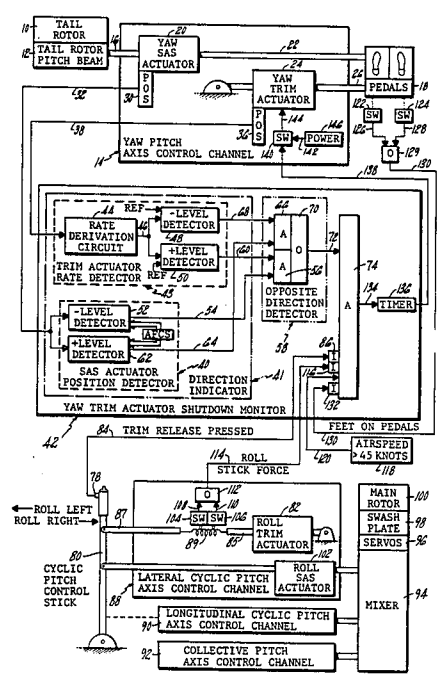 10
TAIL
ROTOR
12
TAIL ROTOR
PITCH BEAM
16
20
YAW
SAS
ACTUATOR
22
24
YAW
TRIM
ACTUATOR
26
PEDALS
18
POS
30
32
POS
36
38
144
SW
140
POWER
146
142
14
YAW PITCH
AXIS CONTROL CHANNEL
138
122
SW
SW
124
126
128
O
129
130
44
RATE
DERIVATION
CIRCUIT
REF
46
-LEVEL
DETECTOR
48
+LEVEL
DETECTOR
REF
50
TRIM ACTUATOR
RATE DETECTOR
43
68
60
66
A
A
56
O
70
OPPOSITE
DIRECTION
DETECTOR
58
72
74
A
134
TIMER
136
52
-LEVEL
DETECTOR
54
AFCS
+LEVEL
DETECTOR
62
64
40
SAS ACTUATOR
POSITION DETECTOR
DIRECTION
INDICATOR
41
86
I
I
116
I
I
132
YAW TRIM ACTUATOR SHUTDOWN MONITOR
42
FEET ON PEDALS
130
84
TRIM RELEASE PRESSED
120
AIRSPEED
>45 KNOTS
118
114
ROLL
STICK FORCE
78
ROLL LEFT
ROLL RIGHT
87
112
O
108
110
104
SW
SW
106
89
85
82
ROLL
TRIM
ACTUATOR
80
CYCLIC
PITCH
CONTROL
STICK
102
ROLL SAS
ACTUATOR
88
LATERAL CYCLIC PITCH
AXIS CONTROL CHANNEL
90
LONGITUDINAL CYCLIC PITCH
AXIS CONTROL CHANNEL
92
COLLECTIVE PITCH
AXIS CONTROL CHANNEL
MAIN
ROTOR
100
SWASH
PLATE
98
SERVOS
96
MIXER
94